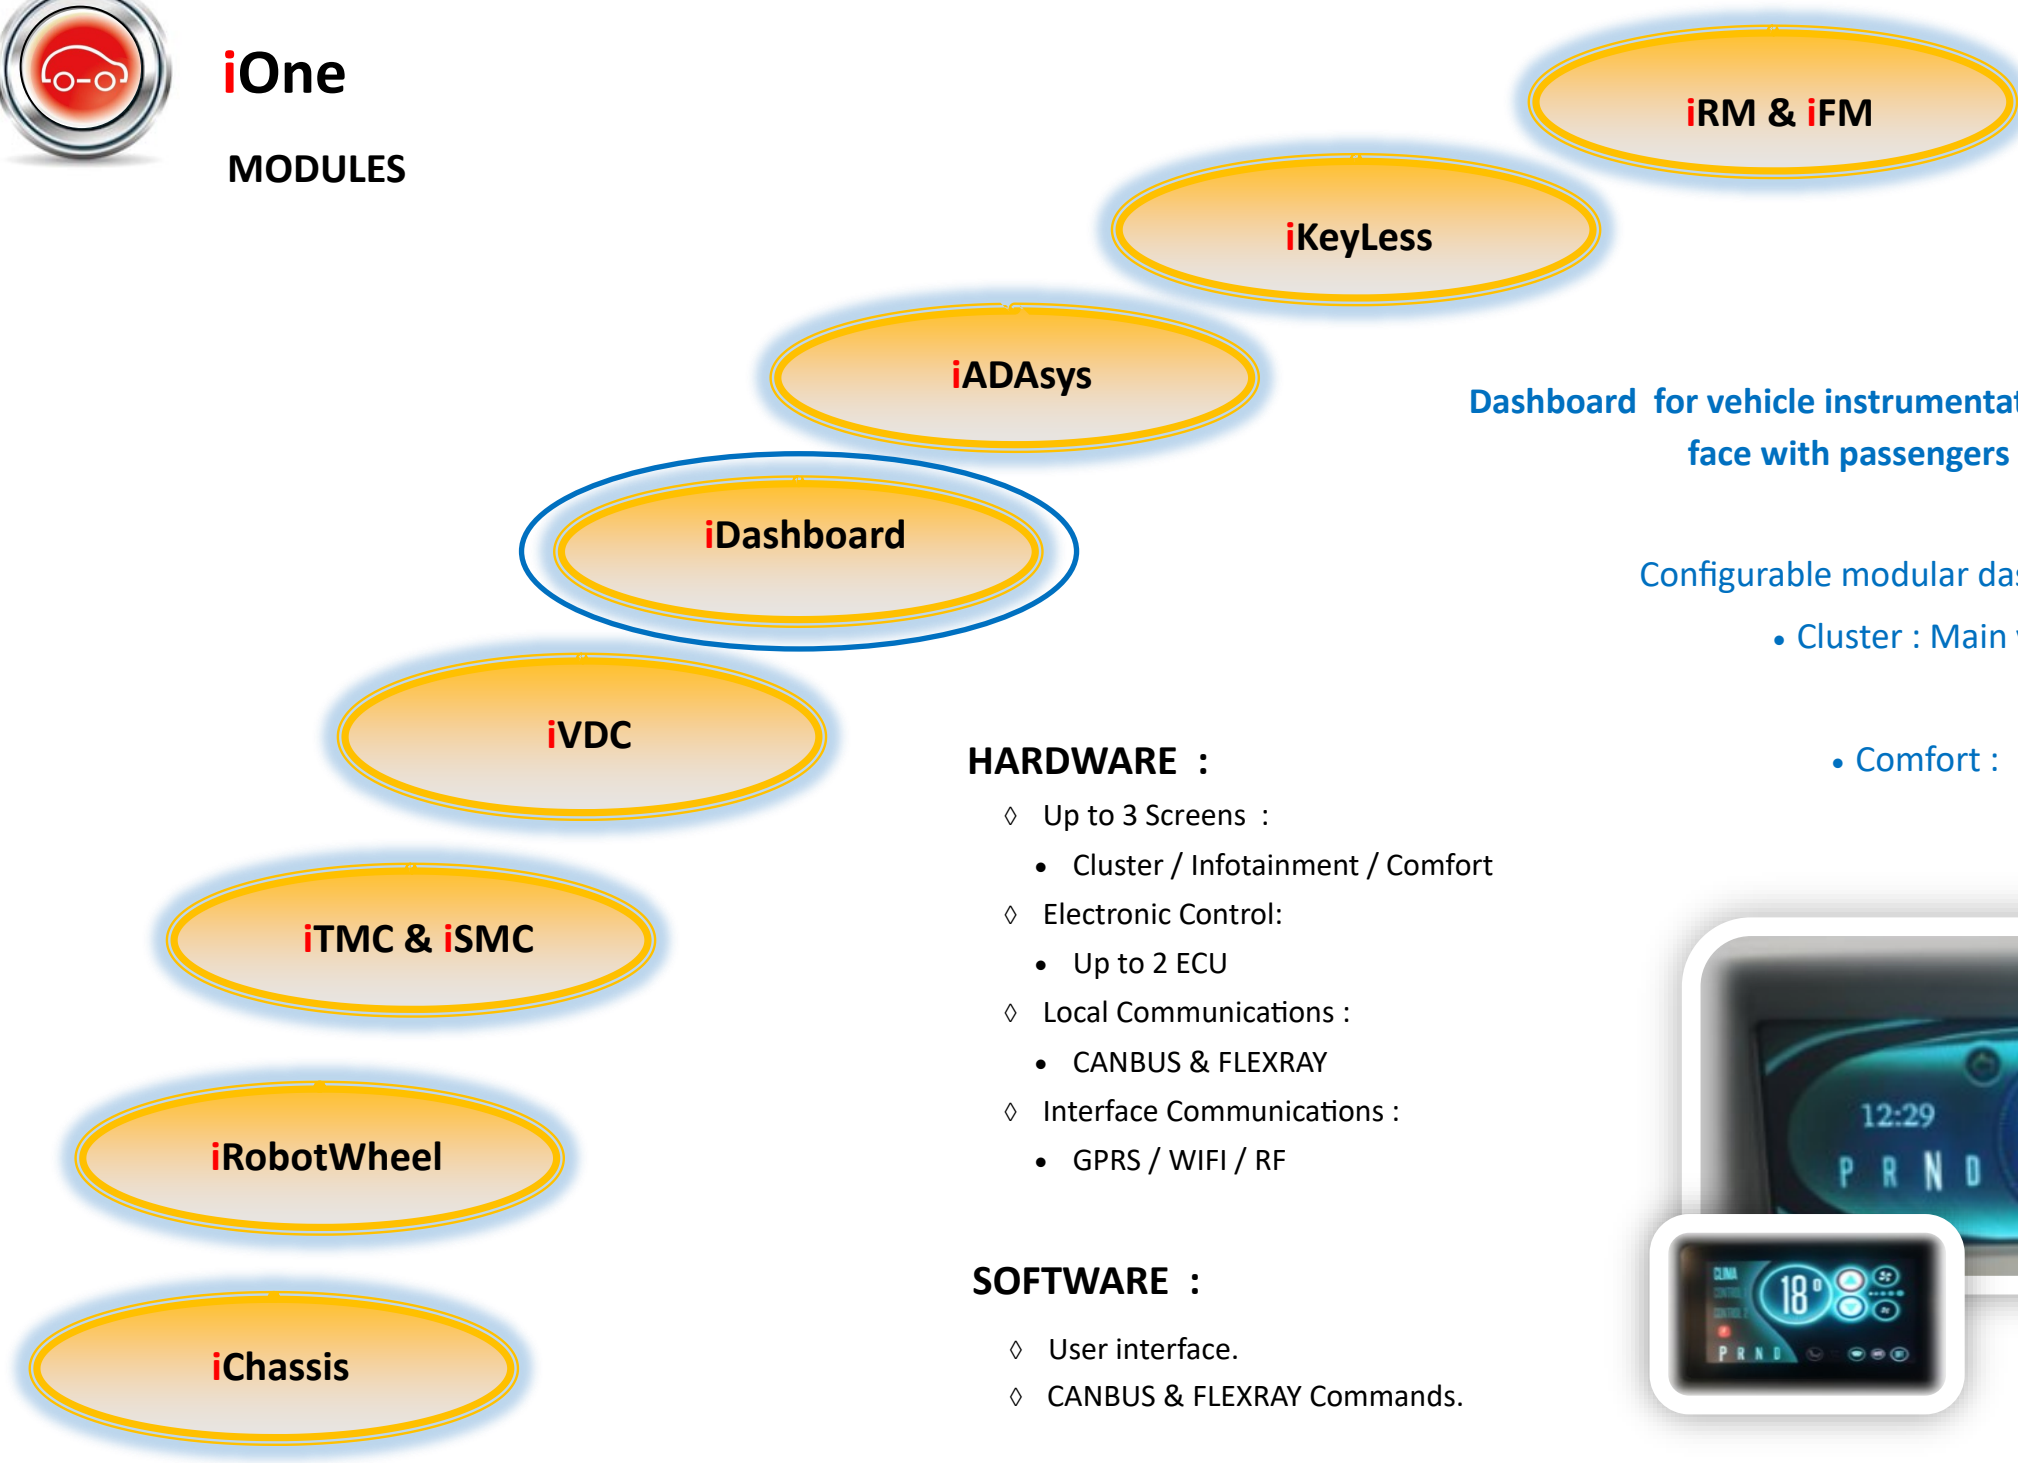 iOne
MODULES
iRM & iFM
iKeyLess
iADAsys
iDashboard
iVDC
iTMC & iSMC
iRobotWheel
iChassis
Dashboard for vehicle
face with passengers
Configurable modular
• Cluster : Main
• Comfort :
HARDWARE :
◊ Up to 3 Screens :
• Cluster / Infotainment / Comfort
◊ Electronic Control:
• Up to 2 ECU
◊ Local Communications :
• CANBUS & FLEXRAY
◊ Interface Communications :
• GPRS / WIFI / RF
SOFTWARE :
◊ User interface.
◊ CANBUS & FLEXRAY Commands.
12:29
P R N D
CLIMA
18°
P R N D